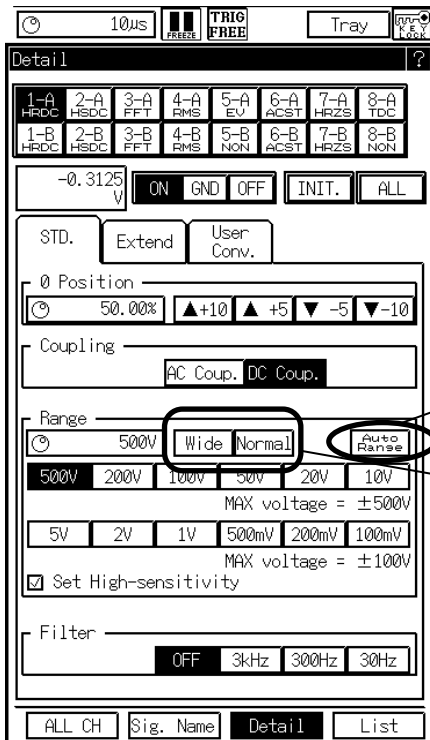 10µs FREEZE TRIG FREE Tray KEY LOCK
Detail ?
1-A HRDC 2-A HSDC 3-A FFT 4-A RMS 5-A EV 6-A ACST 7-A HRZS 8-A TDC
1-B HRDC 2-B HSDC 3-B FFT 4-B RMS 5-B NON 6-B ACST 7-B HRZS 8-B NON
-0.3125 V ON GND OFF INIT. ALL
STD. Extend User Conv.
0 Position
50.00% ▲+10 ▲ +5 ▼ -5 ▼-10
Coupling
AC Coup. DC Coup.
Range
500V Wide Normal Auto Range
500V 200V 100V 50V 20V 10V
MAX voltage = ±500V
5V 2V 1V 500mV 200mV 100mV
MAX voltage = ±100V
☑ Set High-sensitivity
Filter
OFF 3kHz 300Hz 30Hz
ALL CH Sig. Name Detail List